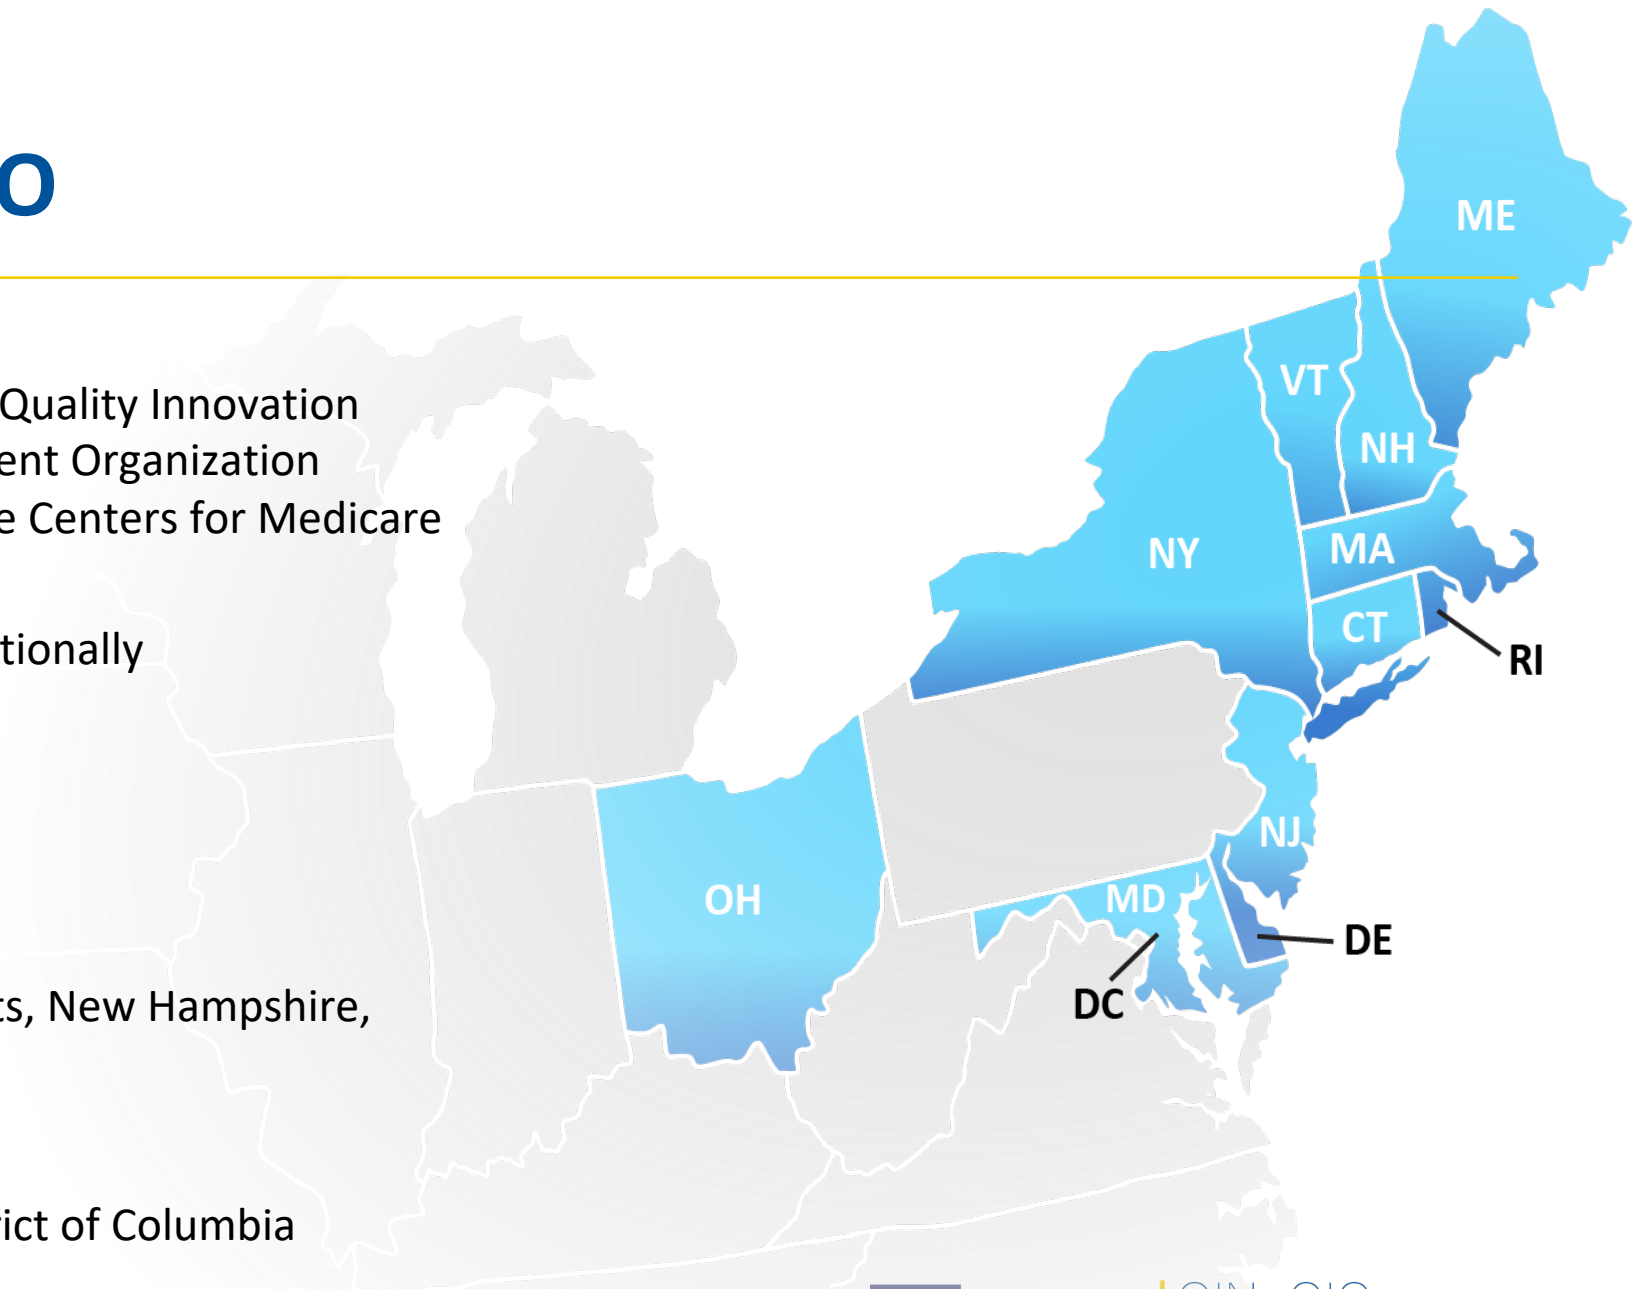 O
Quality Innovation
ent Organization
e Centers for Medicare
tionally
ts, New Hampshire,
rict of Columbia
ME
VT
NH
NY
MA
CT
RI
NJ
OH
MD
DE
DC